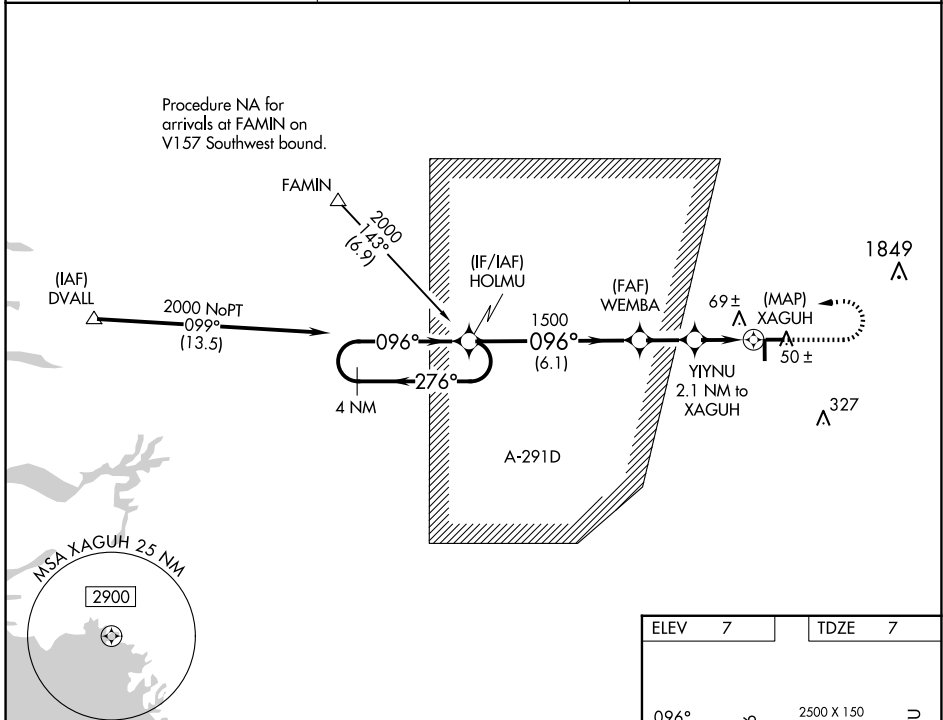 Procedure NA for
arrivals at FAMIN on
V157 Southwest bound.
FAMIN
2000
143°
(6.9)
1849
(IAF)
DVALL
2000 NoPT
099°
(13.5)
(IF/IAF)
HOLMU
(FAF)
WEMBA
69±
(MAP)
XAGUH
096°
1500
096°
(6.1)
50±
276°
4 NM
YIYNU
2.1 NM to
XAGUH
327
A-291D
MSA XAGUH 25 NM
2900
ELEV 7
TDZE 7
096°
2500 X 150